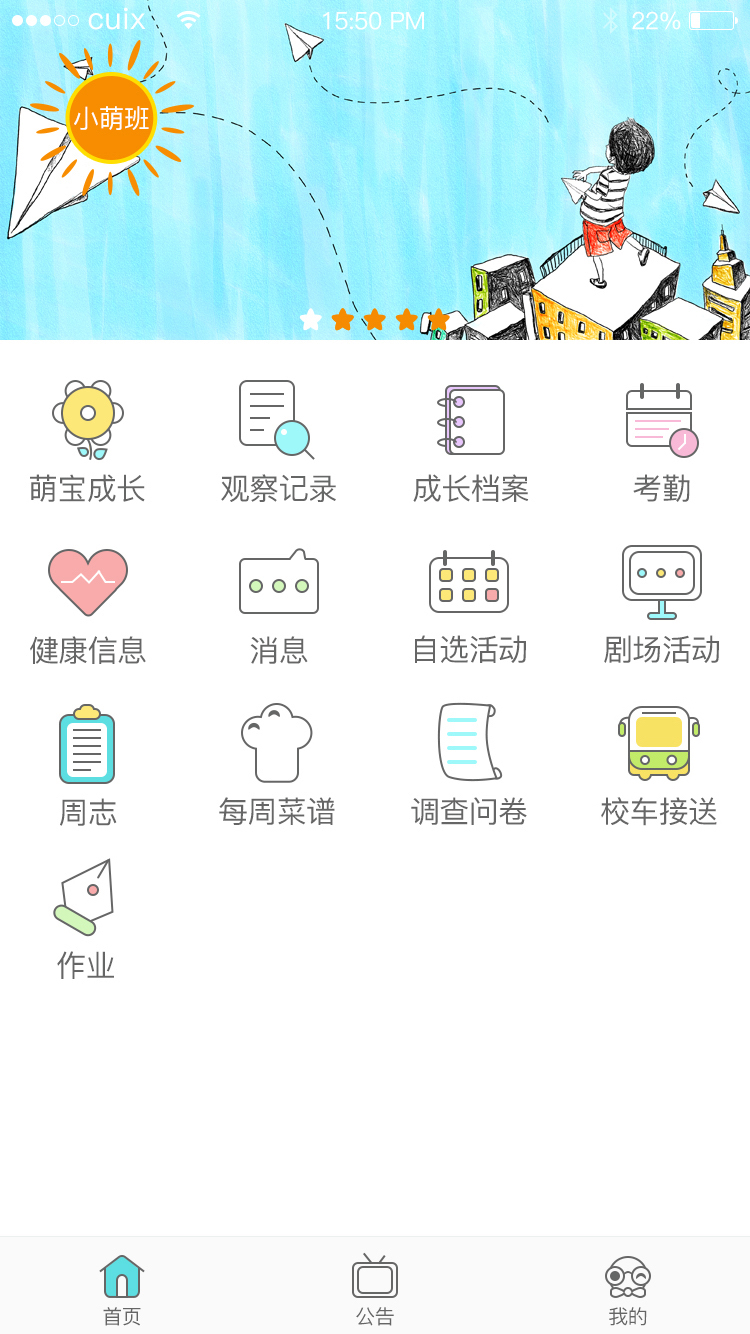 cuix 15:50 PM 22%
小萌班
萌宝成长 观察记录 成长档案 考勤
健康信息 消息 自选活动 剧场活动
周志 每周菜谱 调查问卷 校车接送
作业
首页 公告 我的